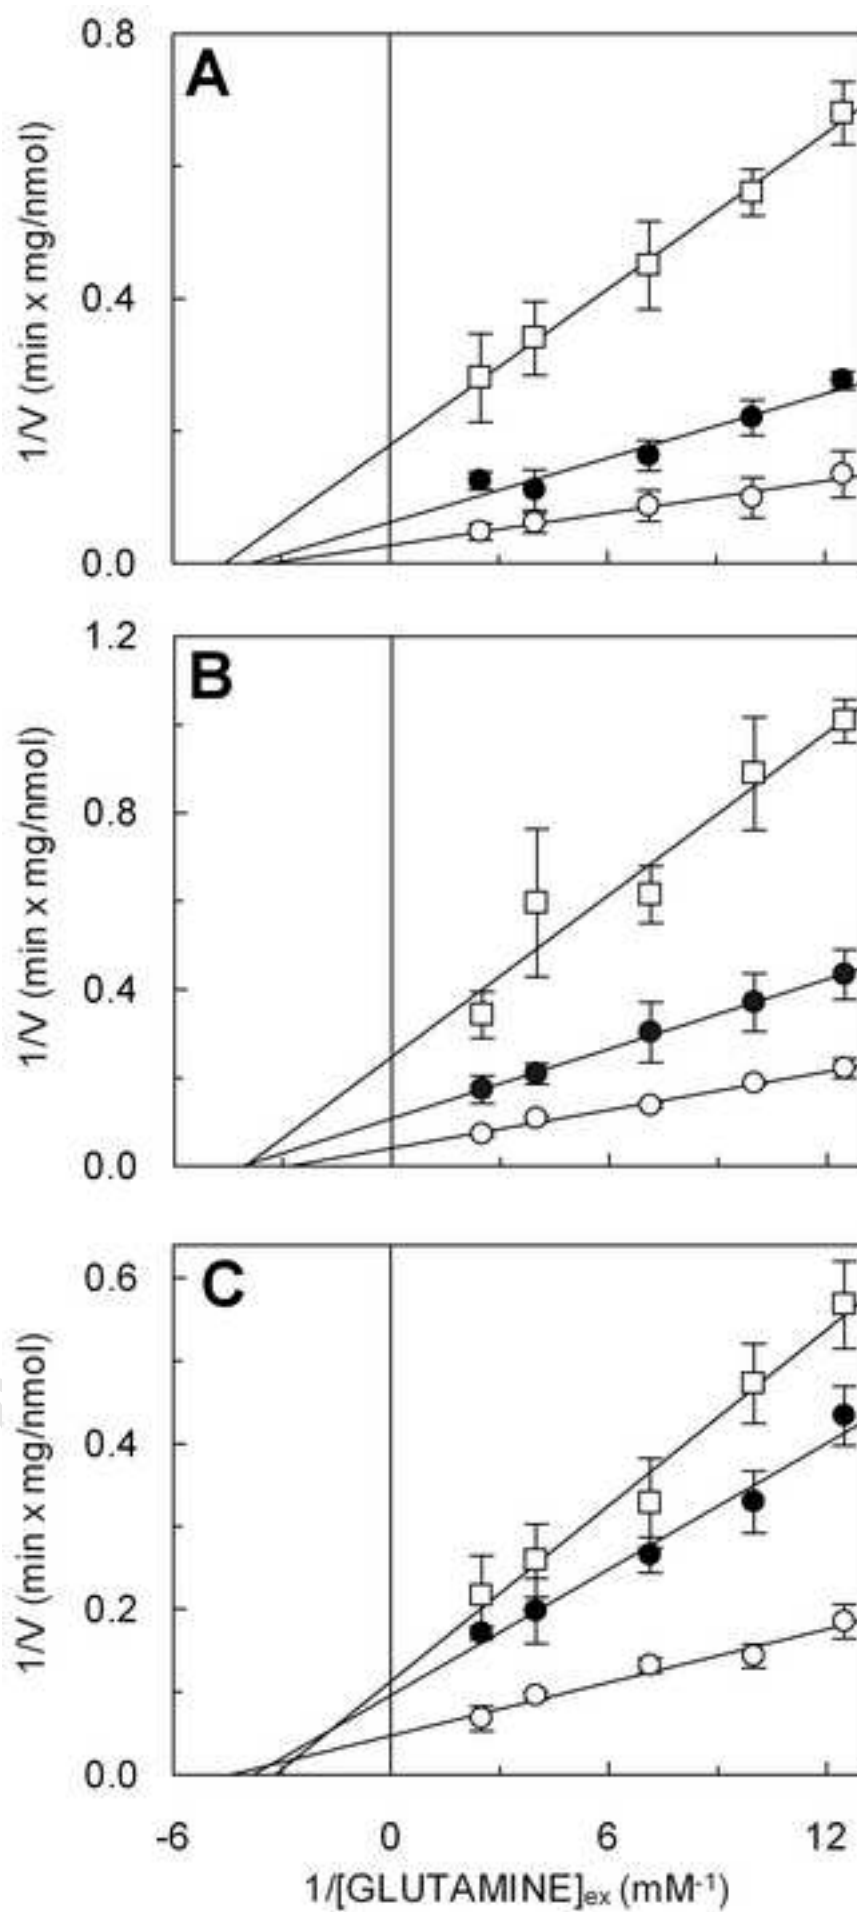 A
0.8
0.4
0.0
1/V (min x mg/nmol)
B
1.2
0.8
0.4
0.0
1/V (min x mg/nmol)
C
0.6
0.4
0.2
0.0
1/V (min x mg/nmol)
-6 0 6 12
1/[GLUTAMINE]ex (mM-1)